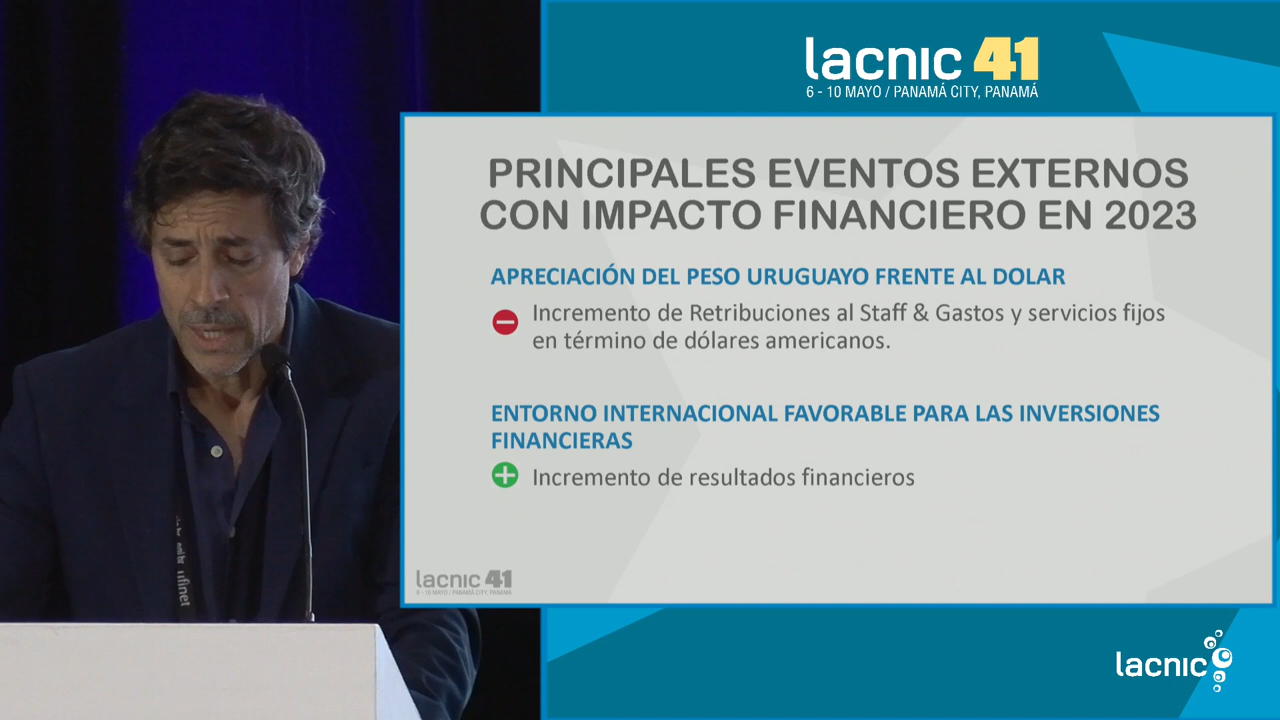 lacnic 41
6 - 10 MAYO / PANAMÁ CITY, PANAMÁ
PRINCIPALES EVENTOS EXTERNOS
CON IMPACTO FINANCIERO EN 2023
APRECIACIÓN DEL PESO URUGUAYO FRENTE AL DOLAR
Incremento de Retribuciones al Staff & Gastos y servicios fijos
en término de dólares americanos.
ENTORNO INTERNACIONAL FAVORABLE PARA LAS INVERSIONES
FINANCIERAS
Incremento de resultados financieros
lacnic 41
6 - 10 MAYO / PANAMÁ CITY, PANAMÁ
ufinet
lacnic